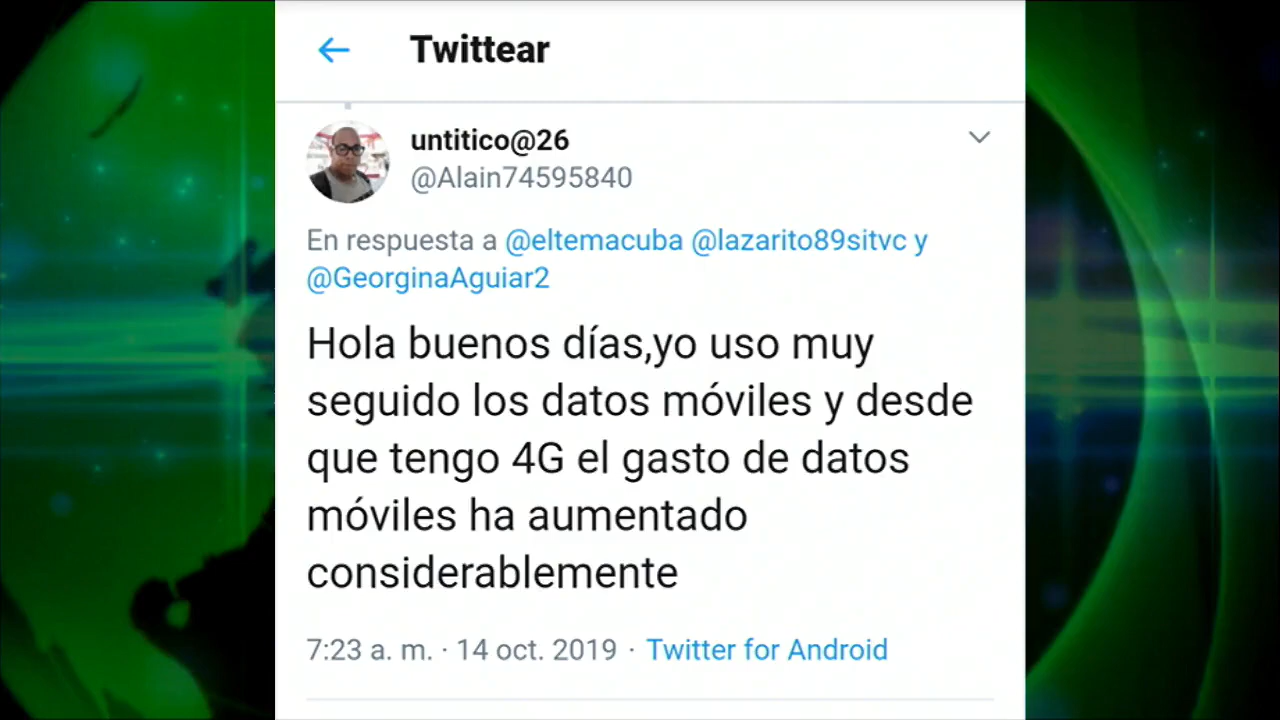 Twittear
untitico@26
@Alain74595840
En respuesta a @eltemacuba @lazarito89sitvc y
@GeorginaAguiar2
Hola buenos días,yo uso muy
seguido los datos móviles y desde
que tengo 4G el gasto de datos
móviles ha aumentado
considerablemente
7:23 a. m. · 14 oct. 2019 · Twitter for Android